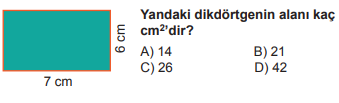 Yandaki dikdörtgenin alanı kaç
cm²'dir?
A) 14 B) 21
C) 26 D) 42
6 cm
7 cm